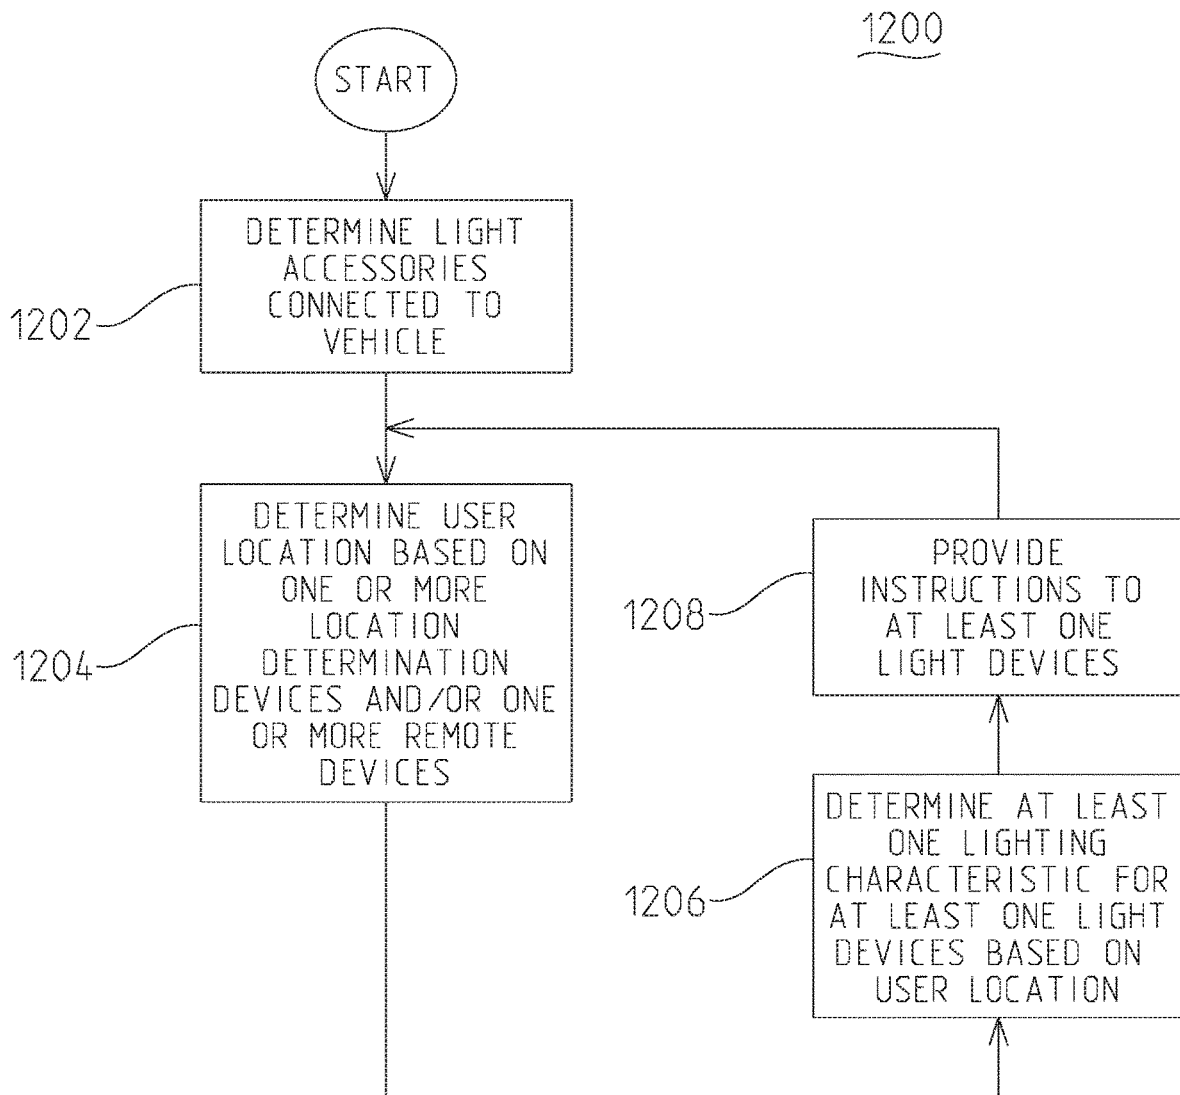 1200
START
DETERMINE LIGHT
ACCESSORIES
CONNECTED TO
VEHICLE
1202
DETERMINE USER
LOCATION BASED ON
ONE OR MORE
LOCATION
DETERMINATION
DEVICES AND/OR ONE
OR MORE REMOTE
DEVICES
1204
PROVIDE
INSTRUCTIONS TO
AT LEAST ONE
LIGHT DEVICES
1208
DETERMINE AT LEAST
ONE LIGHTING
CHARACTERISTIC FOR
AT LEAST ONE LIGHT
DEVICES BASED ON
USER LOCATION
1206